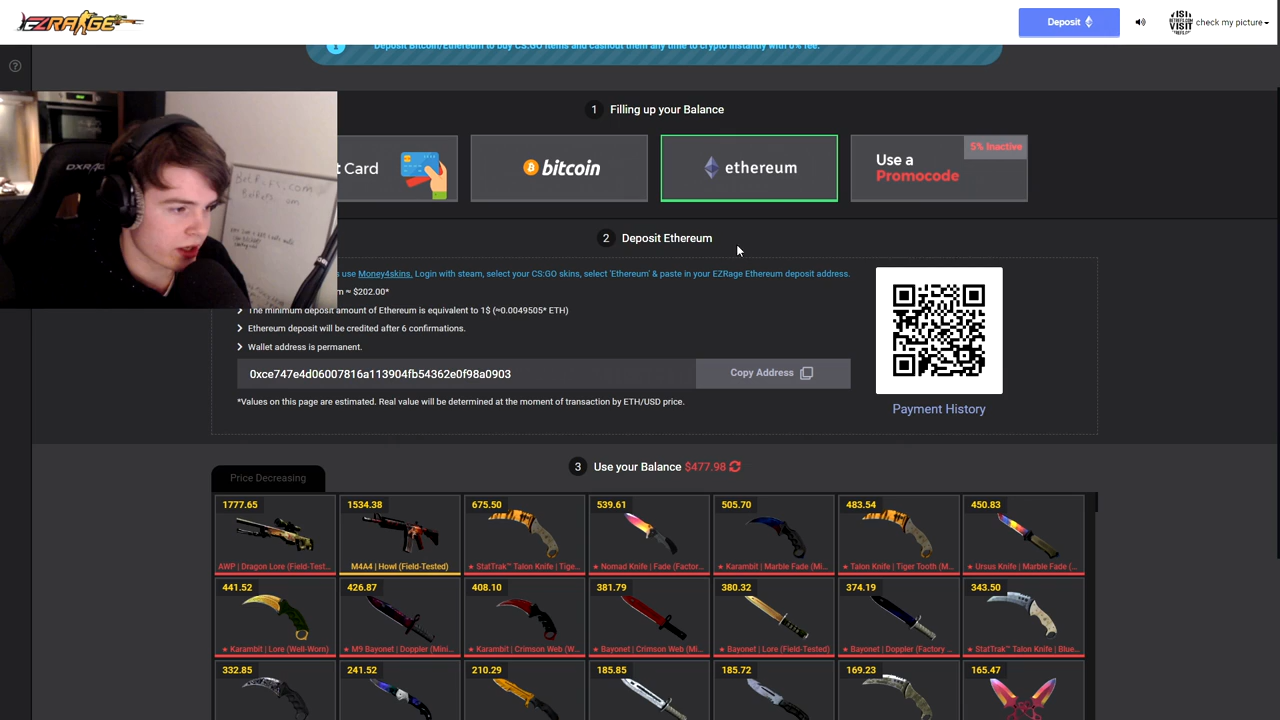 EZRAGE
Deposit
VISIT
check my picture
Deposit Bitcoin/Ethereum to buy CS:GO items and cashout them any time to crypto instantly with 0% fee.
1 Filling up your Balance
t Card
bitcoin
ethereum
5% Inactive
Use a
Promocode
2 Deposit Ethereum
use Money4skins. Login with steam, select your CS:GO skins, select 'Ethereum' & paste in your EZRage Ethereum deposit address.
m ≈ $202.00*
The minimum deposit amount of Ethereum is equivalent to 1$ (≈0.0049505* ETH)
Ethereum deposit will be credited after 6 confirmations.
Wallet address is permanent.
0xce747e4d06007816a113904fb54362e0f98a0903
Copy Address
*Values on this page are estimated. Real value will be determined at the moment of transaction by ETH/USD price.
Payment History
DXRACER
3 Use your Balance $477.98
Price Decreasing
1777.65
AWP | Dragon Lore (Field-Test...
1534.38
M4A4 | Howl (Field-Tested)
675.50
★ StatTrak™ Talon Knife | Tige...
539.61
★ Nomad Knife | Fade (Factor...
505.70
★ Karambit | Marble Fade (Mi...
483.54
★ Talon Knife | Tiger Tooth (M...
450.83
★ Ursus Knife | Marble Fade (...
441.52
★ Karambit | Lore (Well-Worn)
426.87
★ M9 Bayonet | Doppler (Mini...
408.10
★ Karambit | Crimson Web (W...
381.79
★ Bayonet | Crimson Web (Mi...
380.32
★ Bayonet | Lore (Field-Tested)
374.19
★ Bayonet | Doppler (Factory ...
343.50
★ StatTrak™ Talon Knife | Blue...
332.85
241.52
210.29
185.85
185.72
169.23
165.47